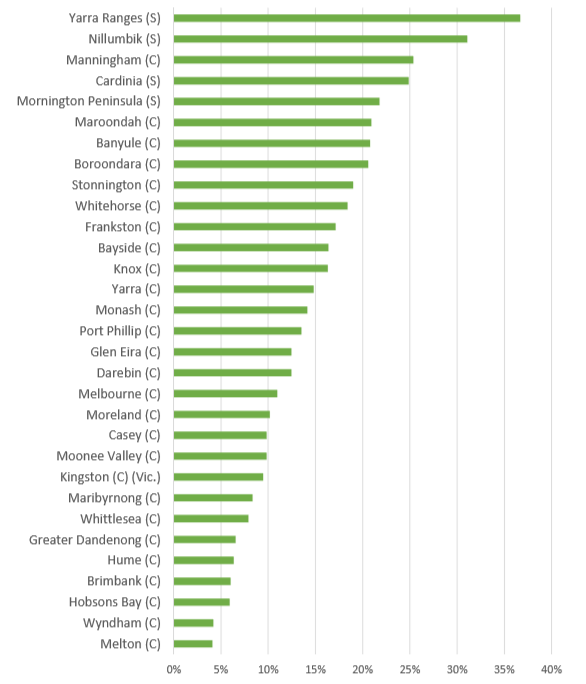 Yarra Ranges (S)
Nillumbik (S)
Manningham (C)
Cardinia (S)
Mornington Peninsula (S)
Maroondah (C)
Banyule (C)
Boroondara (C)
Stonnington (C)
Whitehorse (C)
Frankston (C)
Bayside (C)
Knox (C)
Yarra (C)
Monash (C)
Port Phillip (C)
Glen Eira (C)
Darebin (C)
Melbourne (C)
Moreland (C)
Casey (C)
Moonee Valley (C)
Kingston (C) (Vic.)
Maribyrnong (C)
Whittlesea (C)
Greater Dandenong (C)
Hume (C)
Brimbank (C)
Hobsons Bay (C)
Wyndham (C)
Melton (C)
0% 5% 10% 15% 20% 25% 30% 35% 40%